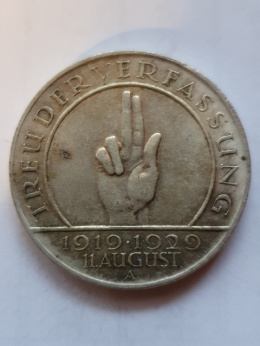 TREU DER VERFASSUNG
1919·1929
11. AUGUST
A